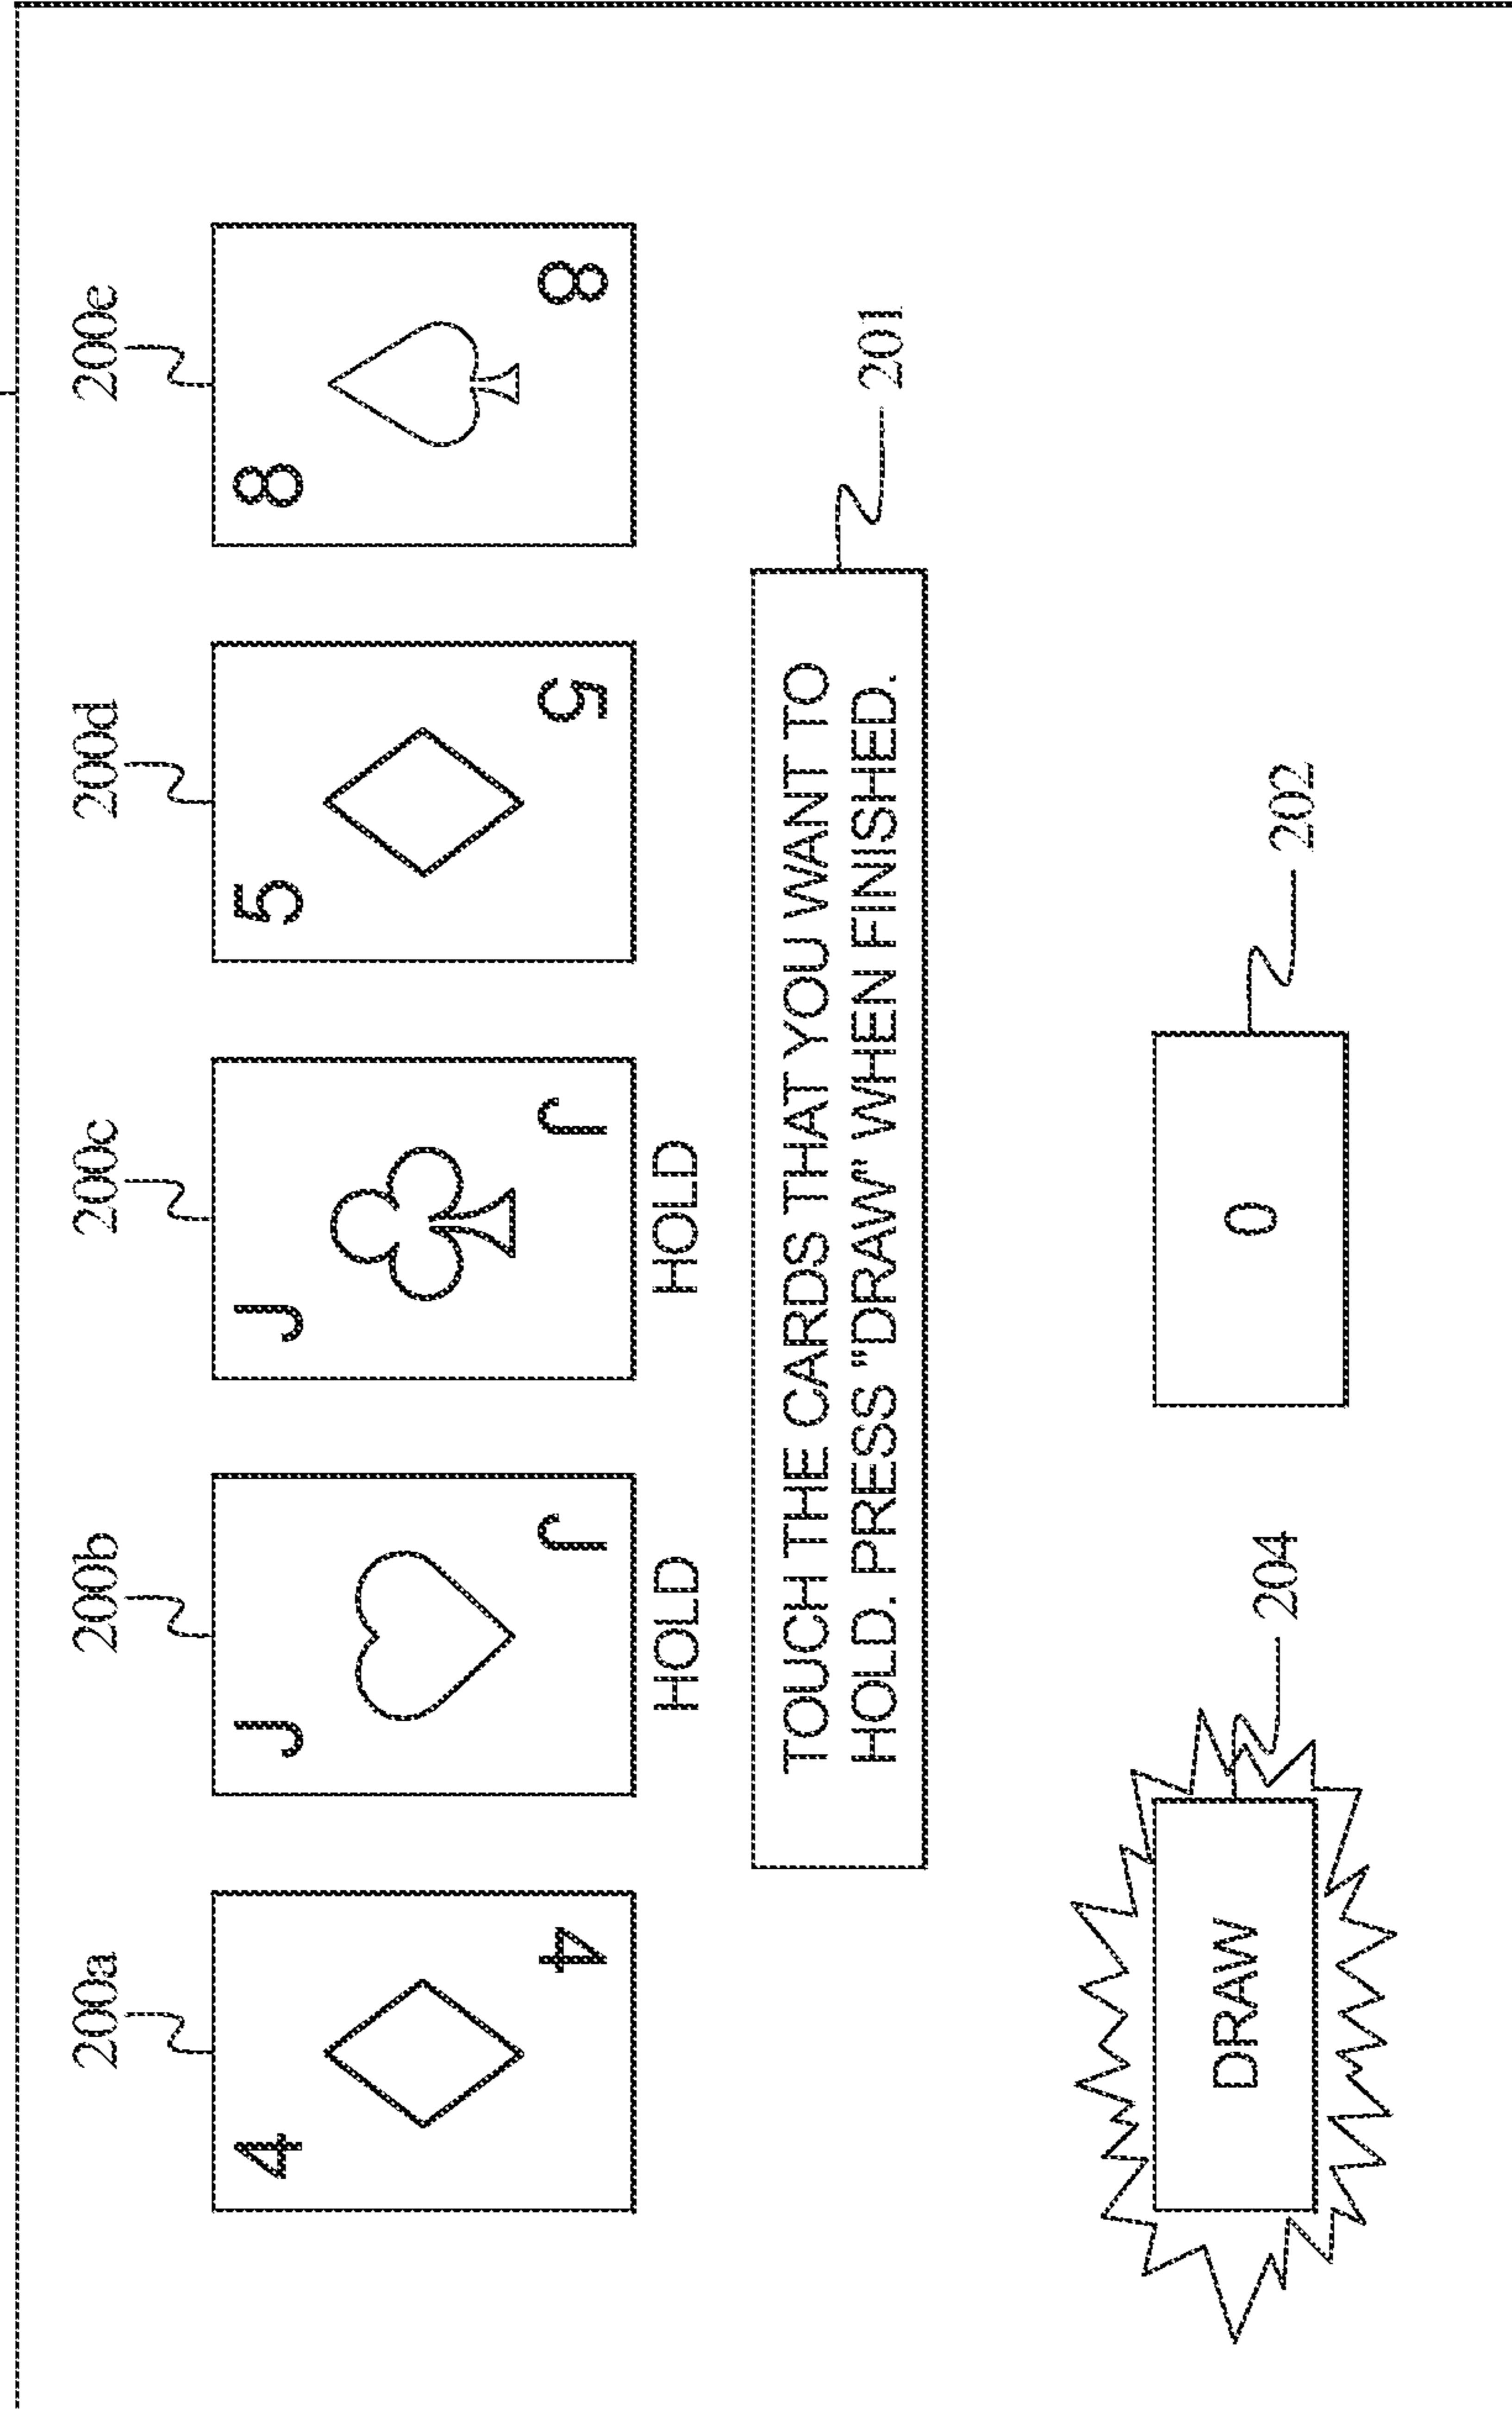 200a 200b 200c 200d 200e
4 J J 5 8
4 J J 5 8
HOLD HOLD
TOUCH THE CARDS THAT YOU WANT TO
HOLD. PRESS "DRAW" WHEN FINISHED.
201
204 202
DRAW 0